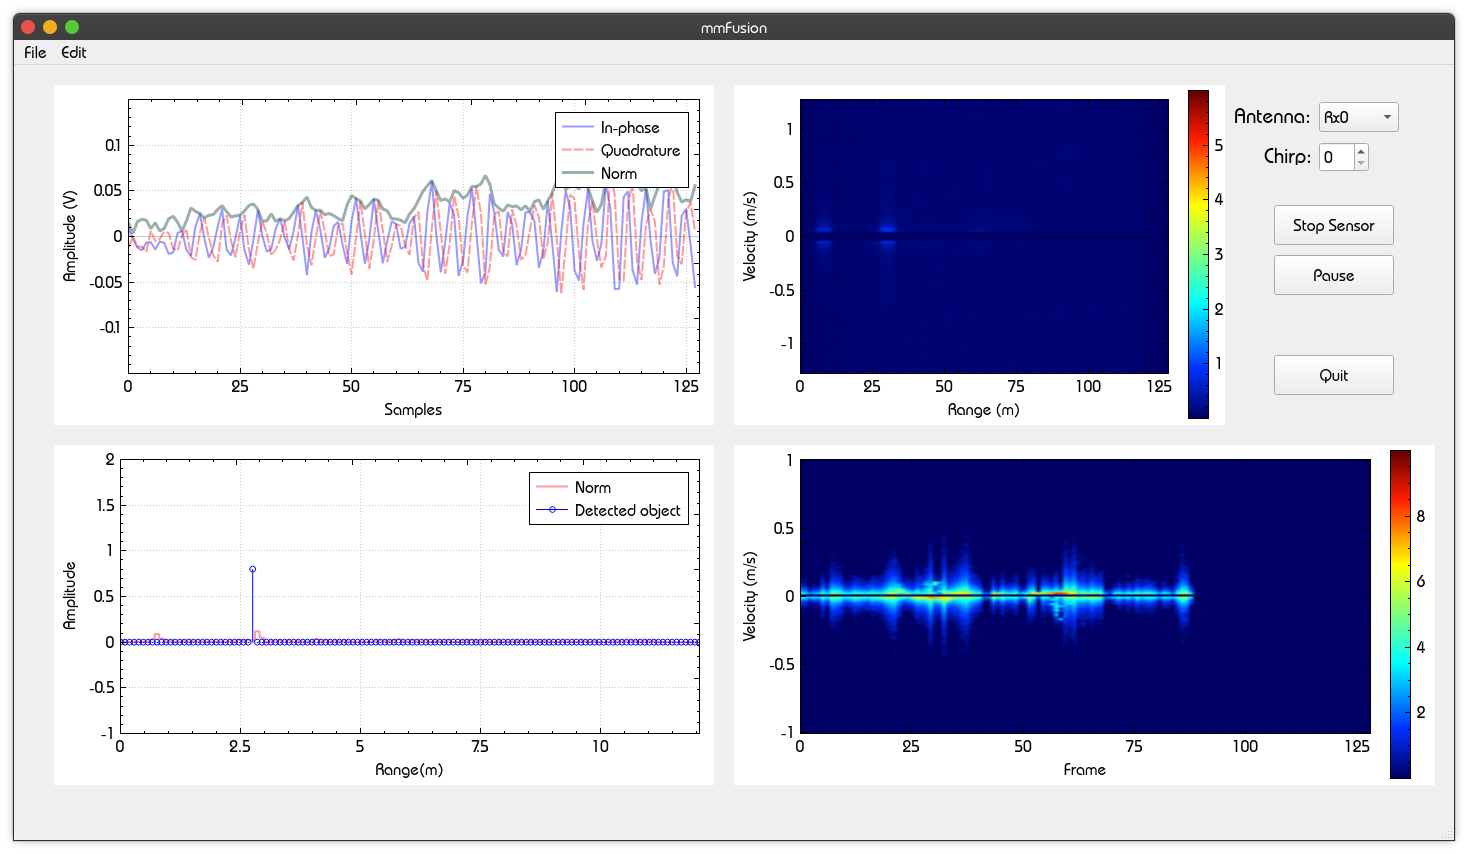 mmFusion
File Edit
In-phase
Quadrature
Norm
0.1
0.05
0
-0.05
-0.1
Amplitude (V)
0 25 50 75 100 125
Samples
1
0.5
0
-0.5
-1
Velocity (m/s)
0 25 50 75 100 125
Range (m)
5
4
3
2
1
Antenna: Rx0
Chirp: 0
Stop Sensor
Pause
Quit
Norm
Detected object
2
1.5
1
0.5
0
-0.5
-1
Amplitude
0 2.5 5 7.5 10
Range(m)
1
0.5
0
-0.5
-1
Velocity (m/s)
0 25 50 75 100 125
Frame
8
6
4
2